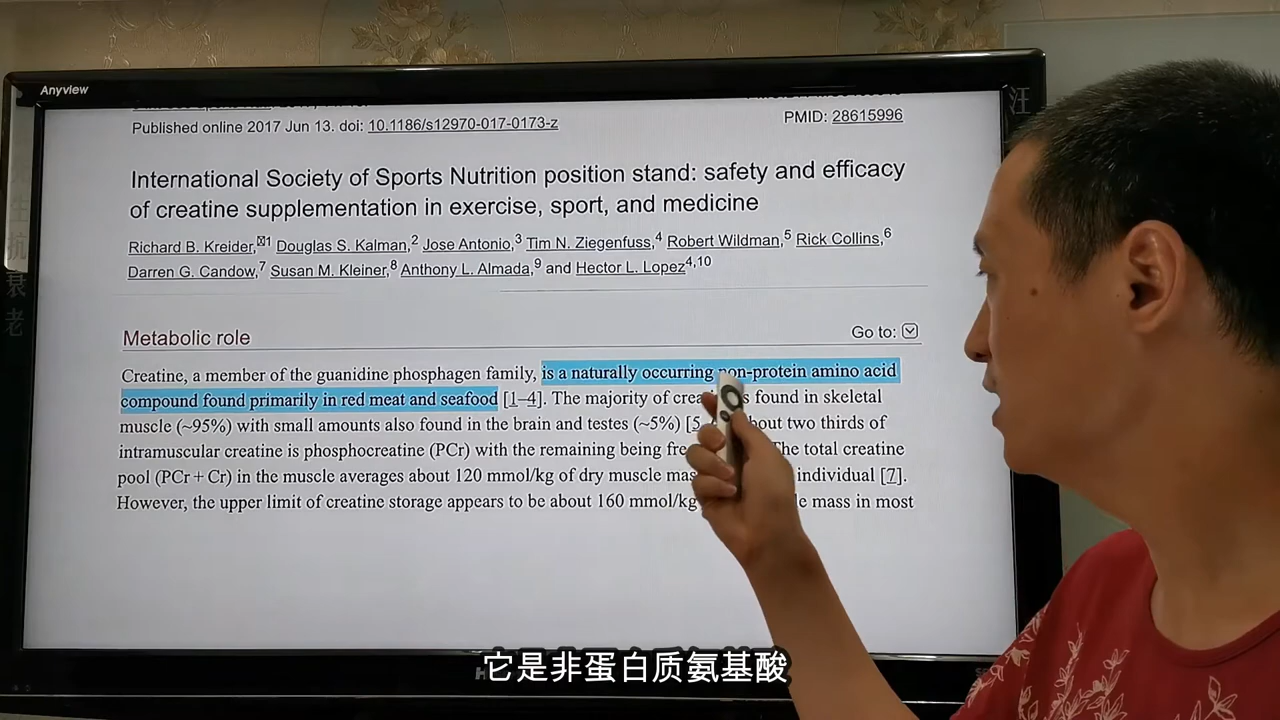 Anyview
Published online 2017 Jun 13. doi: 10.1186/s12970-017-0173-z
PMID: 28615996
International Society of Sports Nutrition position stand: safety and efficacy
of creatine supplementation in exercise, sport, and medicine
Richard B. Kreider,1 Douglas S. Kalman,2 Jose Antonio,3 Tim N. Ziegenfuss,4 Robert Wildman,5 Rick Collins,6
Darren G. Candow,7 Susan M. Kleiner,8 Anthony L. Almada,9 and Hector L. Lopez4,10
Metabolic role
Go to:
Creatine, a member of the guanidine phosphagen family, is a naturally occurring non-protein amino acid
compound found primarily in red meat and seafood [1–4]. The majority of creatine is found in skeletal
muscle (~95%) with small amounts also found in the brain and testes (~5%) [5, about two thirds of
intramuscular creatine is phosphocreatine (PCr) with the remaining being The total creatine
pool (PCr + Cr) in the muscle averages about 120 mmol/kg of dry muscle individual [7].
However, the upper limit of creatine storage appears to be about 160 mmol/kg mass in most
汪
抗
衰
老
它是非蛋白质氨基酸